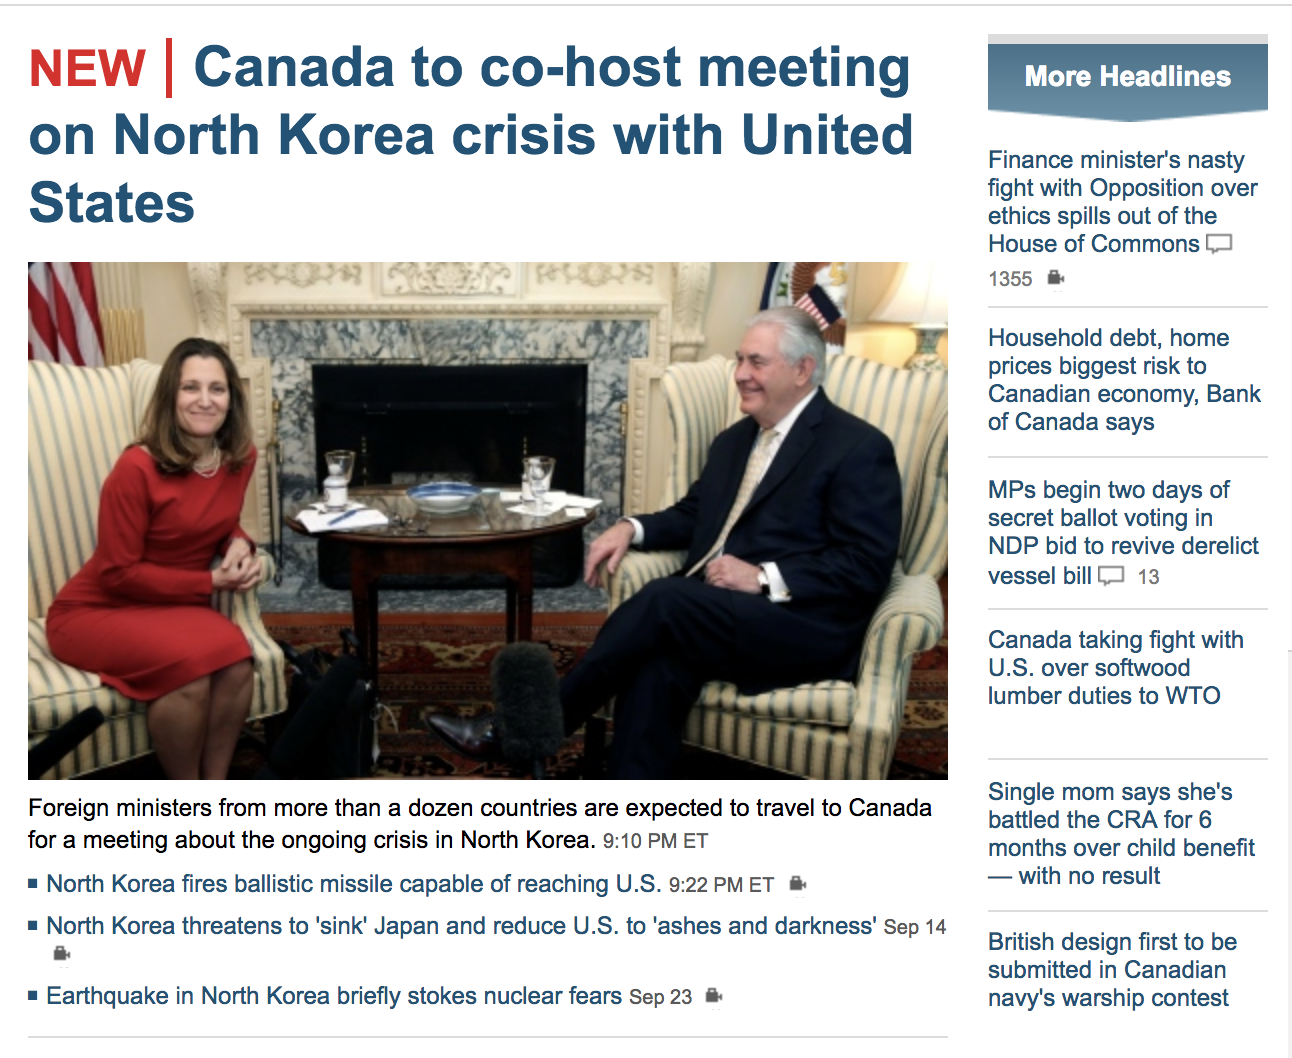 NEW | Canada to co-host meeting
on North Korea crisis with United
States
Foreign ministers from more than a dozen countries are expected to travel to Canada
for a meeting about the ongoing crisis in North Korea. 9:10 PM ET
North Korea fires ballistic missile capable of reaching U.S. 9:22 PM ET
North Korea threatens to 'sink' Japan and reduce U.S. to 'ashes and darkness' Sep 14
Earthquake in North Korea briefly stokes nuclear fears Sep 23
More Headlines
Finance minister's nasty
fight with Opposition over
ethics spills out of the
House of Commons
1355
Household debt, home
prices biggest risk to
Canadian economy, Bank
of Canada says
MPs begin two days of
secret ballot voting in
NDP bid to revive derelict
vessel bill 13
Canada taking fight with
U.S. over softwood
lumber duties to WTO
Single mom says she's
battled the CRA for 6
months over child benefit
— with no result
British design first to be
submitted in Canadian
navy's warship contest